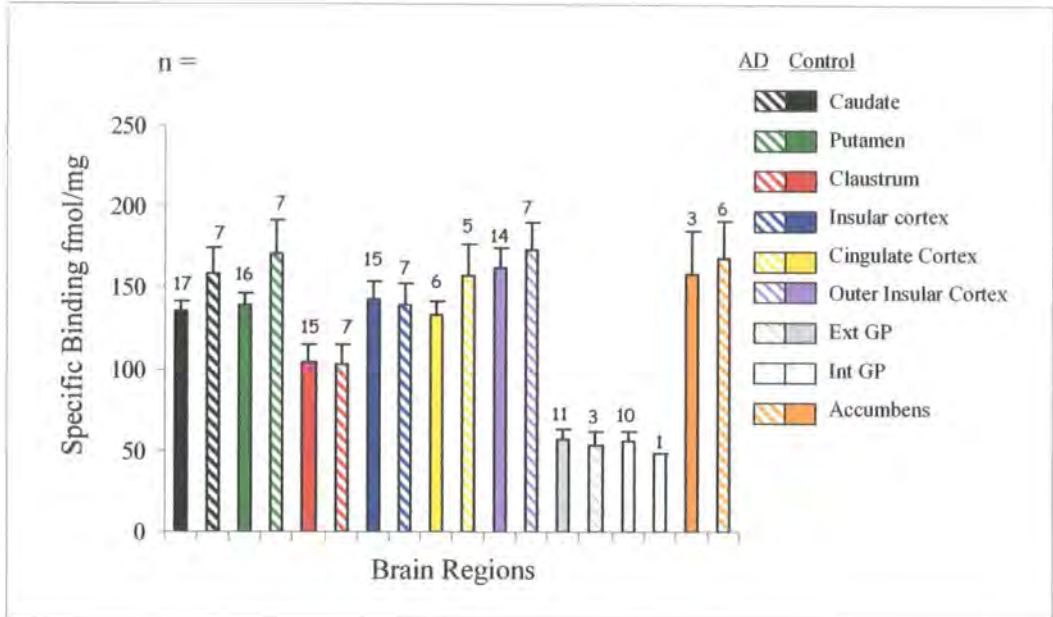 n =
AD Control
Caudate
Putamen
Claustrum
Insular cortex
Cingulate Cortex
Outer Insular Cortex
Ext GP
Int GP
Accumbens
Specific Binding fmol/mg
250
200
150
100
50
0
17
7
16
7
15
7
15
7
6
5
14
7
11
3
10
1
3
6
Brain Regions